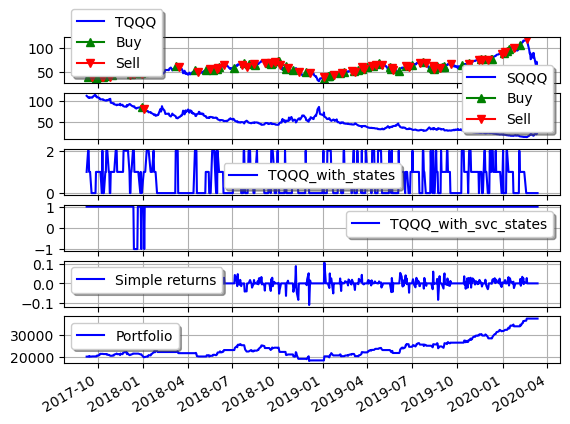 TQQQ
Buy
Sell
100
50
SQQQ
Buy
Sell
100
50
2
0
TQQQ_with_states
1
0
−1
TQQQ_with_svc_states
0.1
0.0
−0.1
Simple returns
30000
20000
Portfolio
2017-10 2018-01 2018-04 2018-07 2018-10 2019-01 2019-04 2019-07 2019-10 2020-01 2020-04